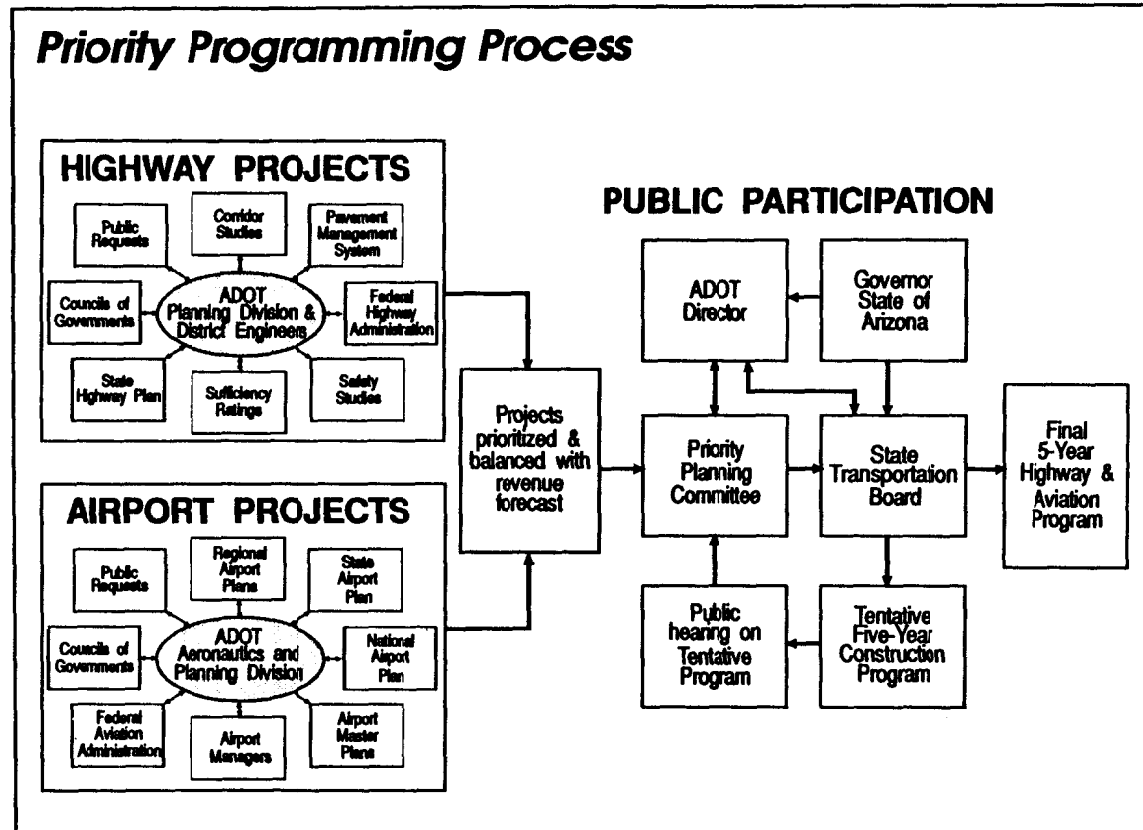 Priority Programming Process
HIGHWAY PROJECTS
Public
Requests
Corridor
Studies
Pavement
Management
System
Councils of
Governments
ADOT
Planning Division &
District Engineers
Federal
Highway
Administration
State
Highway Plan
Sufficiency
Ratings
Safety
Studies
AIRPORT PROJECTS
Public
Requests
Regional
Airport
Plans
State
Airport
Plan
Councils of
Governments
ADOT
Aeronautics and
Planning Division
National
Airport
Plan
Federal
Aviation
Administration
Airport
Managers
Airport
Master
Plans
Projects
prioritized &
balanced with
revenue
forecast
PUBLIC PARTICIPATION
ADOT
Director
Governor
State of
Arizona
Priority
Planning
Committee
State
Transportation
Board
Final
5-Year
Highway &
Aviation
Program
Public
hearing on
Tentative
Program
Tentative
Five-Year
Construction
Program